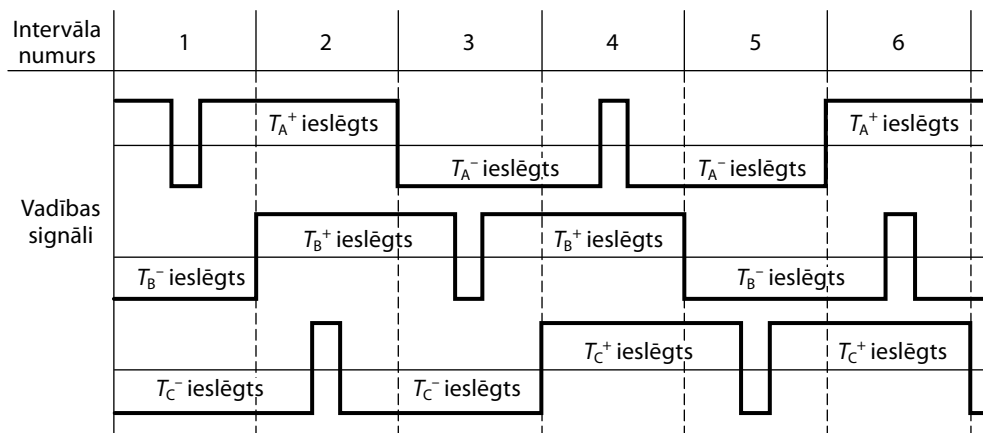 Intervāla numurs
1 2 3 4 5 6
T_A⁺ ieslēgts T_A⁺ ieslēgts
T_A⁻ ieslēgts T_A⁻ ieslēgts
Vadības signāli
T_B⁺ ieslēgts T_B⁺ ieslēgts
T_B⁻ ieslēgts T_B⁻ ieslēgts
T_C⁺ ieslēgts T_C⁺ ieslēgts
T_C⁻ ieslēgts T_C⁻ ieslēgts